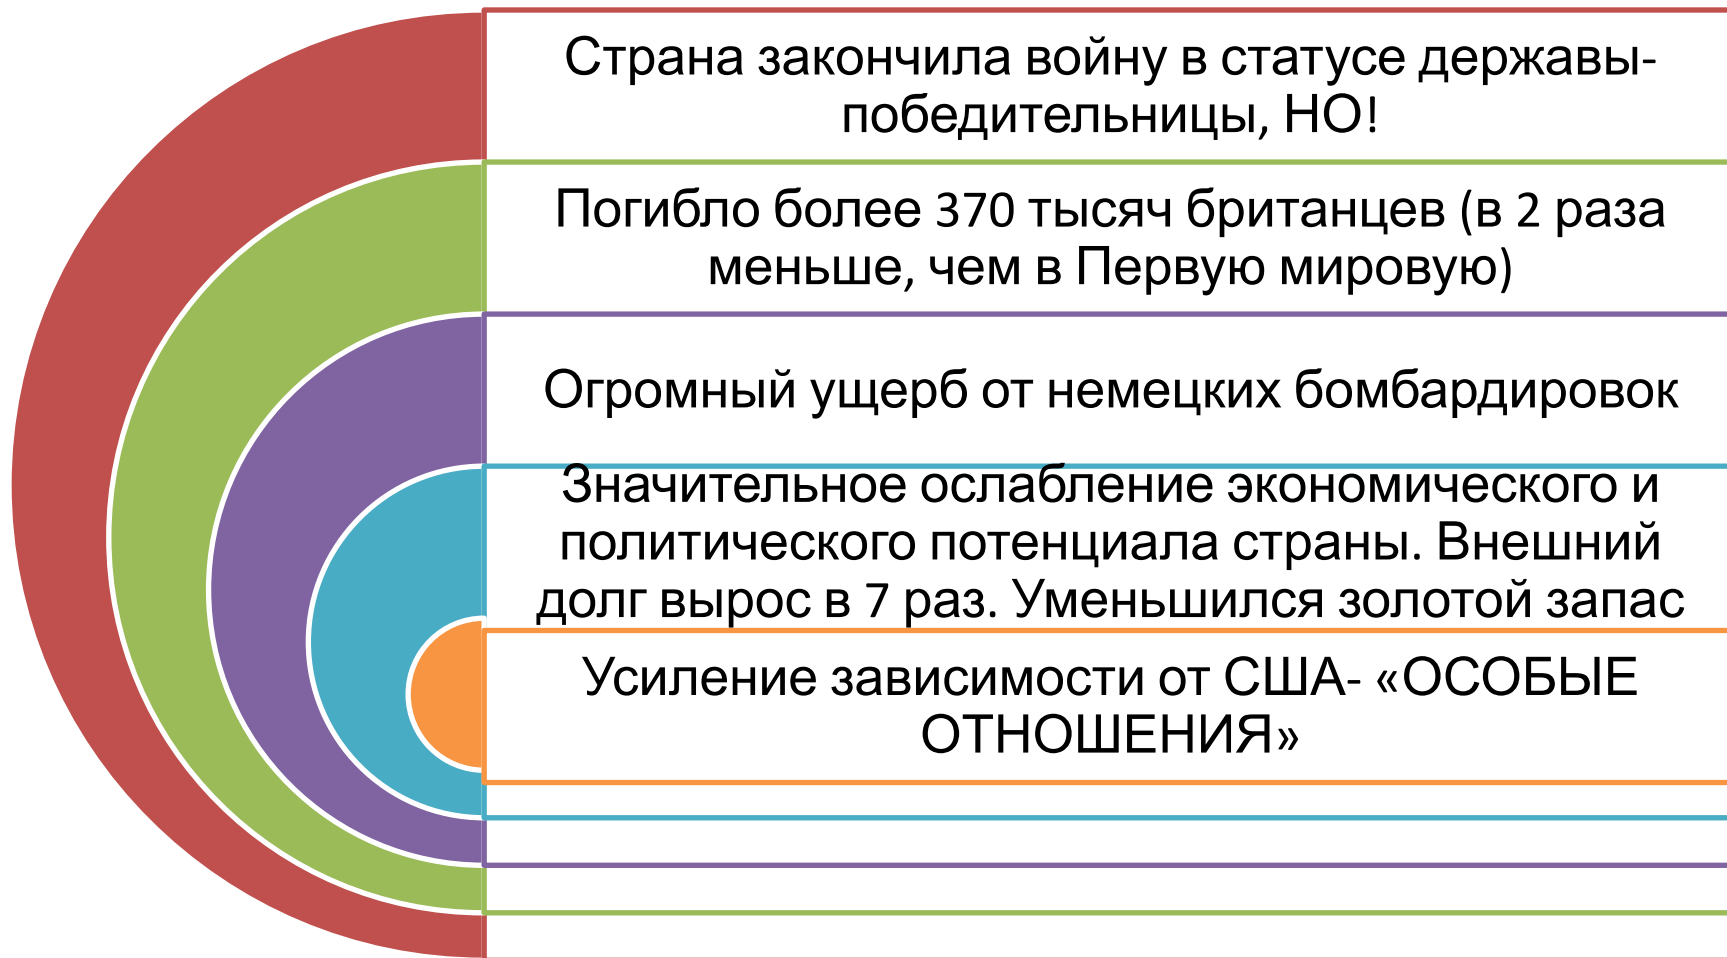 Страна закончила войну в статусе державы-
победительницы, НО!
Погибло более 370 тысяч британцев (в 2 раза
меньше, чем в Первую мировую)
Огромный ущерб от немецких бомбардировок
Значительное ослабление экономического и
политического потенциала страны. Внешний
долг вырос в 7 раз. Уменьшился золотой запас
Усиление зависимости от США- «ОСОБЫЕ
ОТНОШЕНИЯ»